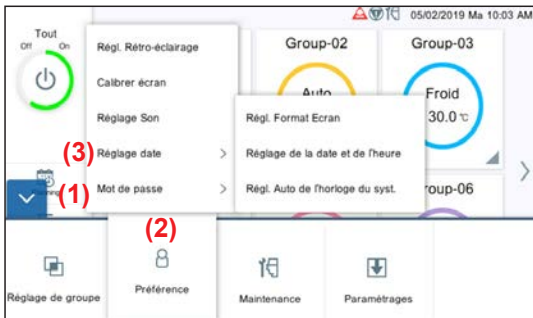 05/02/2019 Ma 10:03 AM
Tout
Off
On
Régl. Rétro-éclairage
Calibrer écran
Réglage Son
(3) Réglage date >
(1) Mot de passe >
Group-02
Auto
Group-03
Froid
30.0 °C
Régl. Format Ecran
Réglage de la date et de l'heure
Régl. Auto de l'horloge du syst.
roup-06
(2)
Réglage de groupe
Préférence
Maintenance
Paramétrages